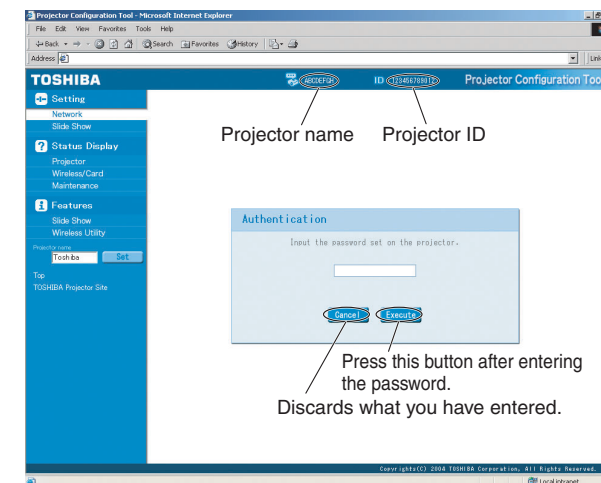 Projector Configuration Tool - Microsoft Internet Explorer
File Edit View Favorites Tools Help
Back Search Favorites History
Address Link
TOSHIBA ABCDEFGH ID 012345678901 Projector Configuration Too
Setting
Network
Slide Show
Projector name Projector ID
Status Display
Projector
Wireless/Card
Maintenance
Features
Slide Show
Wireless Utility
Projector name
Toshiba Set
Top
TOSHIBA Projector Site
Authentication
Input the password set on the projector.
Cancel Execute
Press this button after entering
the password.
Discards what you have entered.
Copyrights(C) 2004 TOSHIBA Corporation, All Rights Reserved.
Local intranet